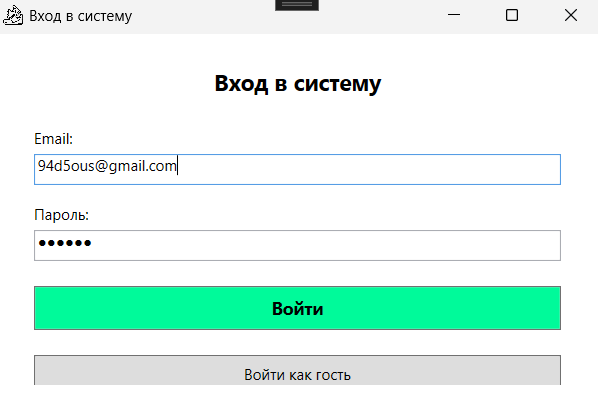 Вход в систему
Вход в систему
Email:
94d5ous@gmail.com
Пароль:
••••••
Войти
Войти как гость